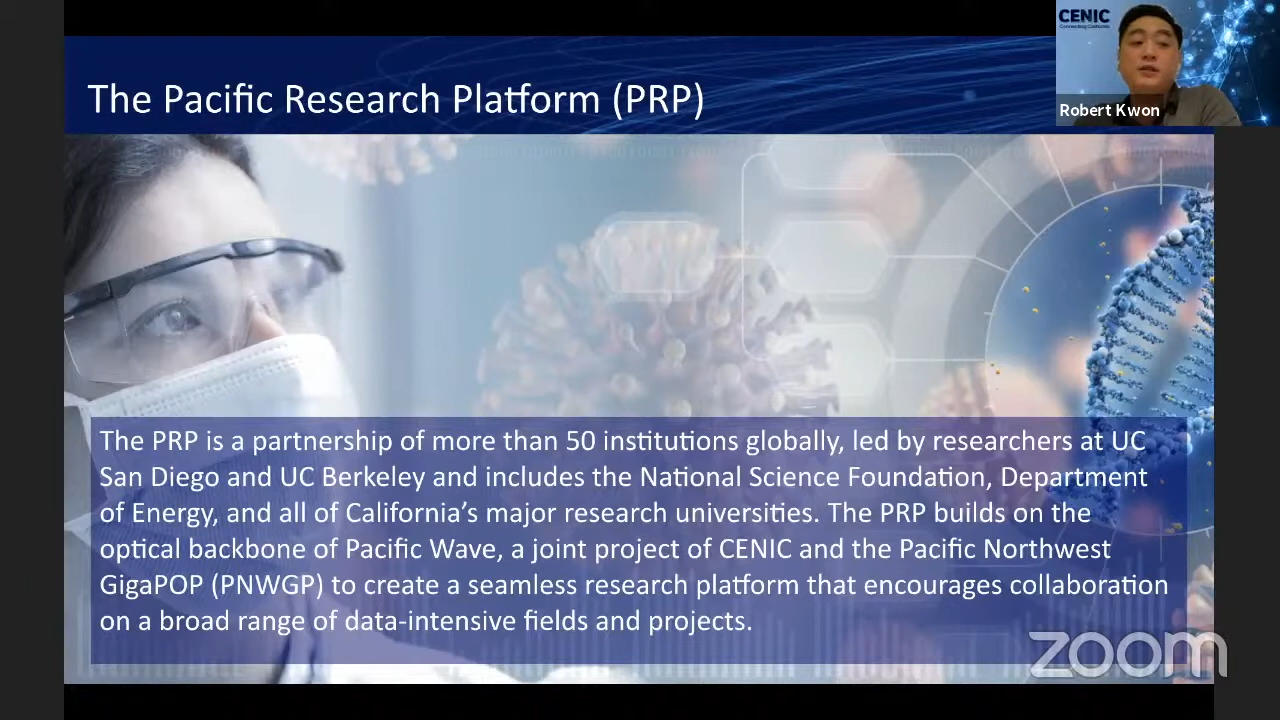 The Pacific Research Platform (PRP)
CENIC
Robert Kwon
The PRP is a partnership of more than 50 institutions globally, led by researchers at UC
San Diego and UC Berkeley and includes the National Science Foundation, Department
of Energy, and all of California’s major research universities. The PRP builds on the
optical backbone of Pacific Wave, a joint project of CENIC and the Pacific Northwest
GigaPOP (PNWGP) to create a seamless research platform that encourages collaboration
on a broad range of data-intensive fields and projects.
zoom